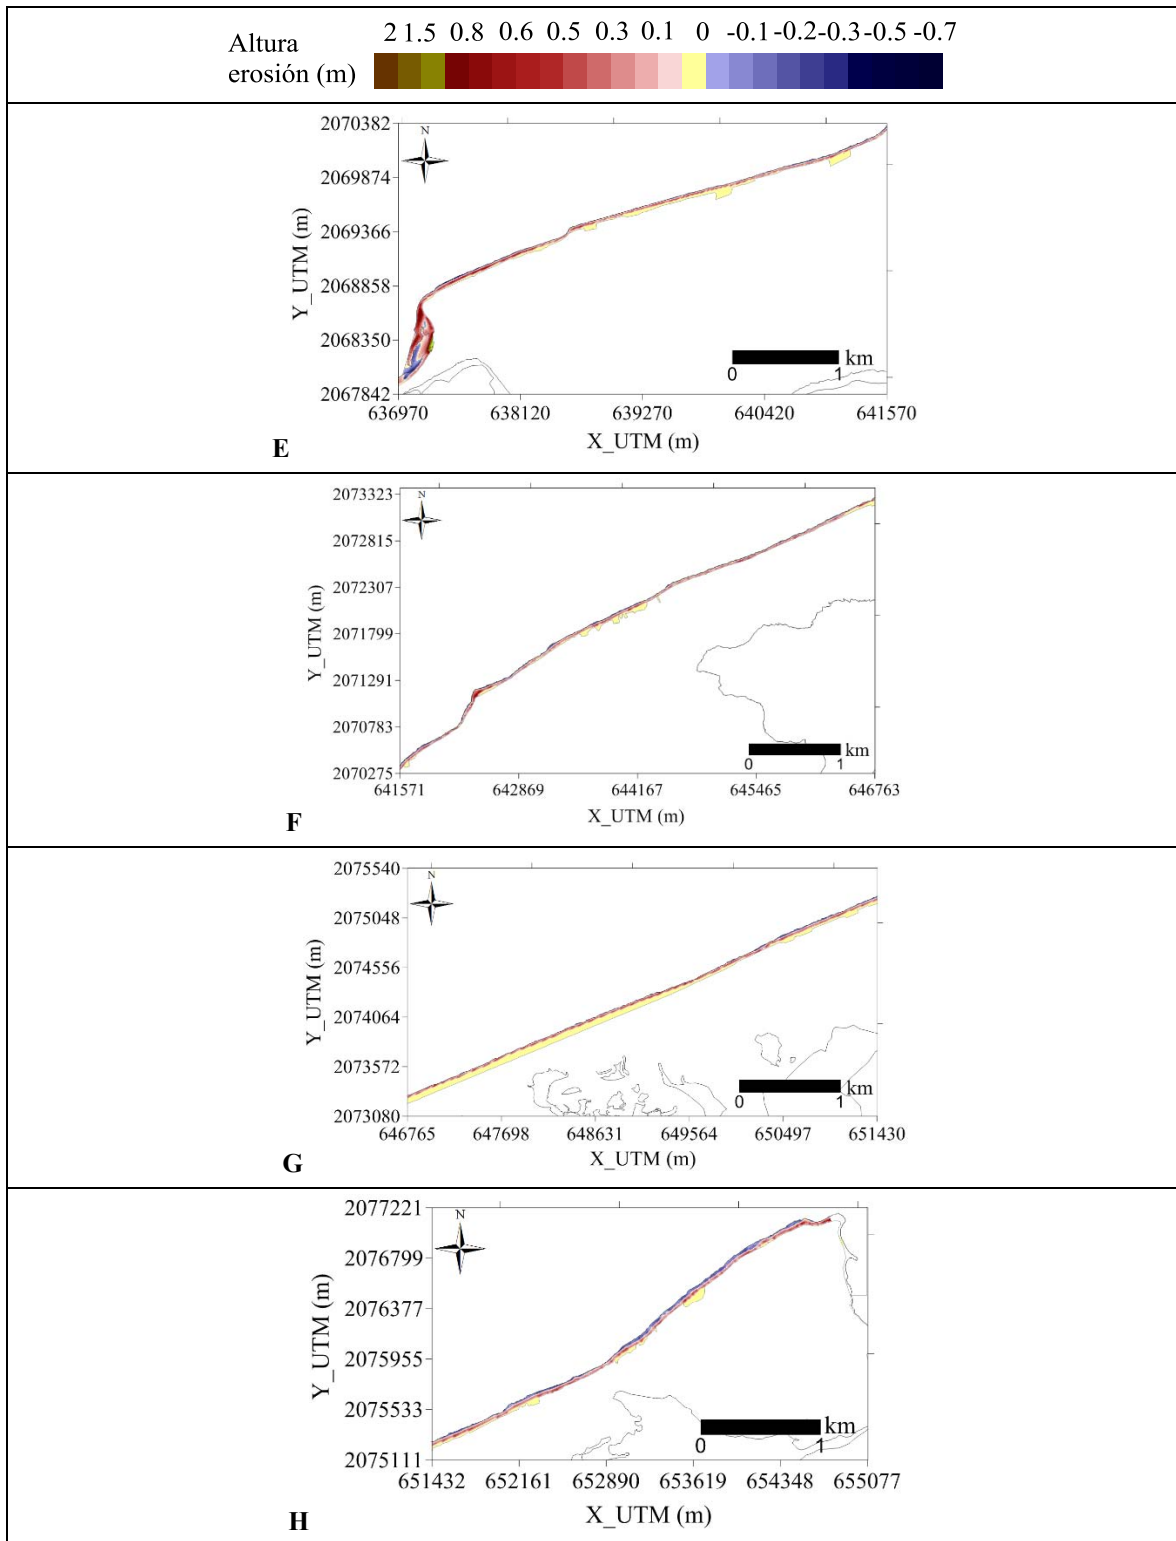 2 1.5 0.8 0.6 0.5 0.3 0.1 0 -0.1 -0.2 -0.3 -0.5 -0.7
Altura
erosión (m)
2070382
2069874
2069366
2068858
2068350
2067842
Y_UTM (m)
N
km
0 1
636970 638120 639270 640420 641570
X_UTM (m)
E
2073323
2072815
2072307
2071799
2071291
2070783
2070275
Y_UTM (m)
N
km
0 1
641571 642869 644167 645465 646763
X_UTM (m)
F
2075540
2075048
2074556
2074064
2073572
2073080
Y_UTM (m)
N
km
0 1
646765 647698 648631 649564 650497 651430
X_UTM (m)
G
2077221
2076799
2076377
2075955
2075533
2075111
Y_UTM (m)
N
km
0 1
651432 652161 652890 653619 654348 655077
X_UTM (m)
H